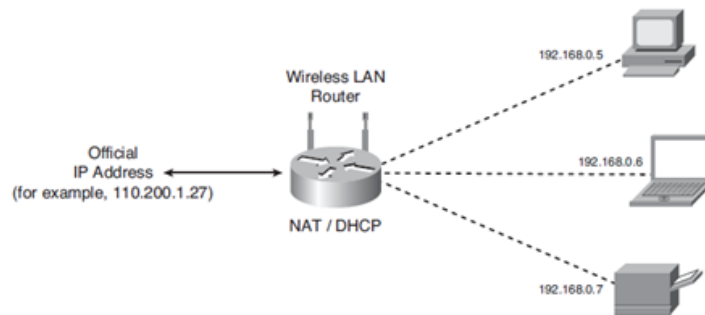 Wireless LAN
Router
Official
IP Address
(for example, 110.200.1.27)
NAT / DHCP
192.168.0.5
192.168.0.6
192.168.0.7